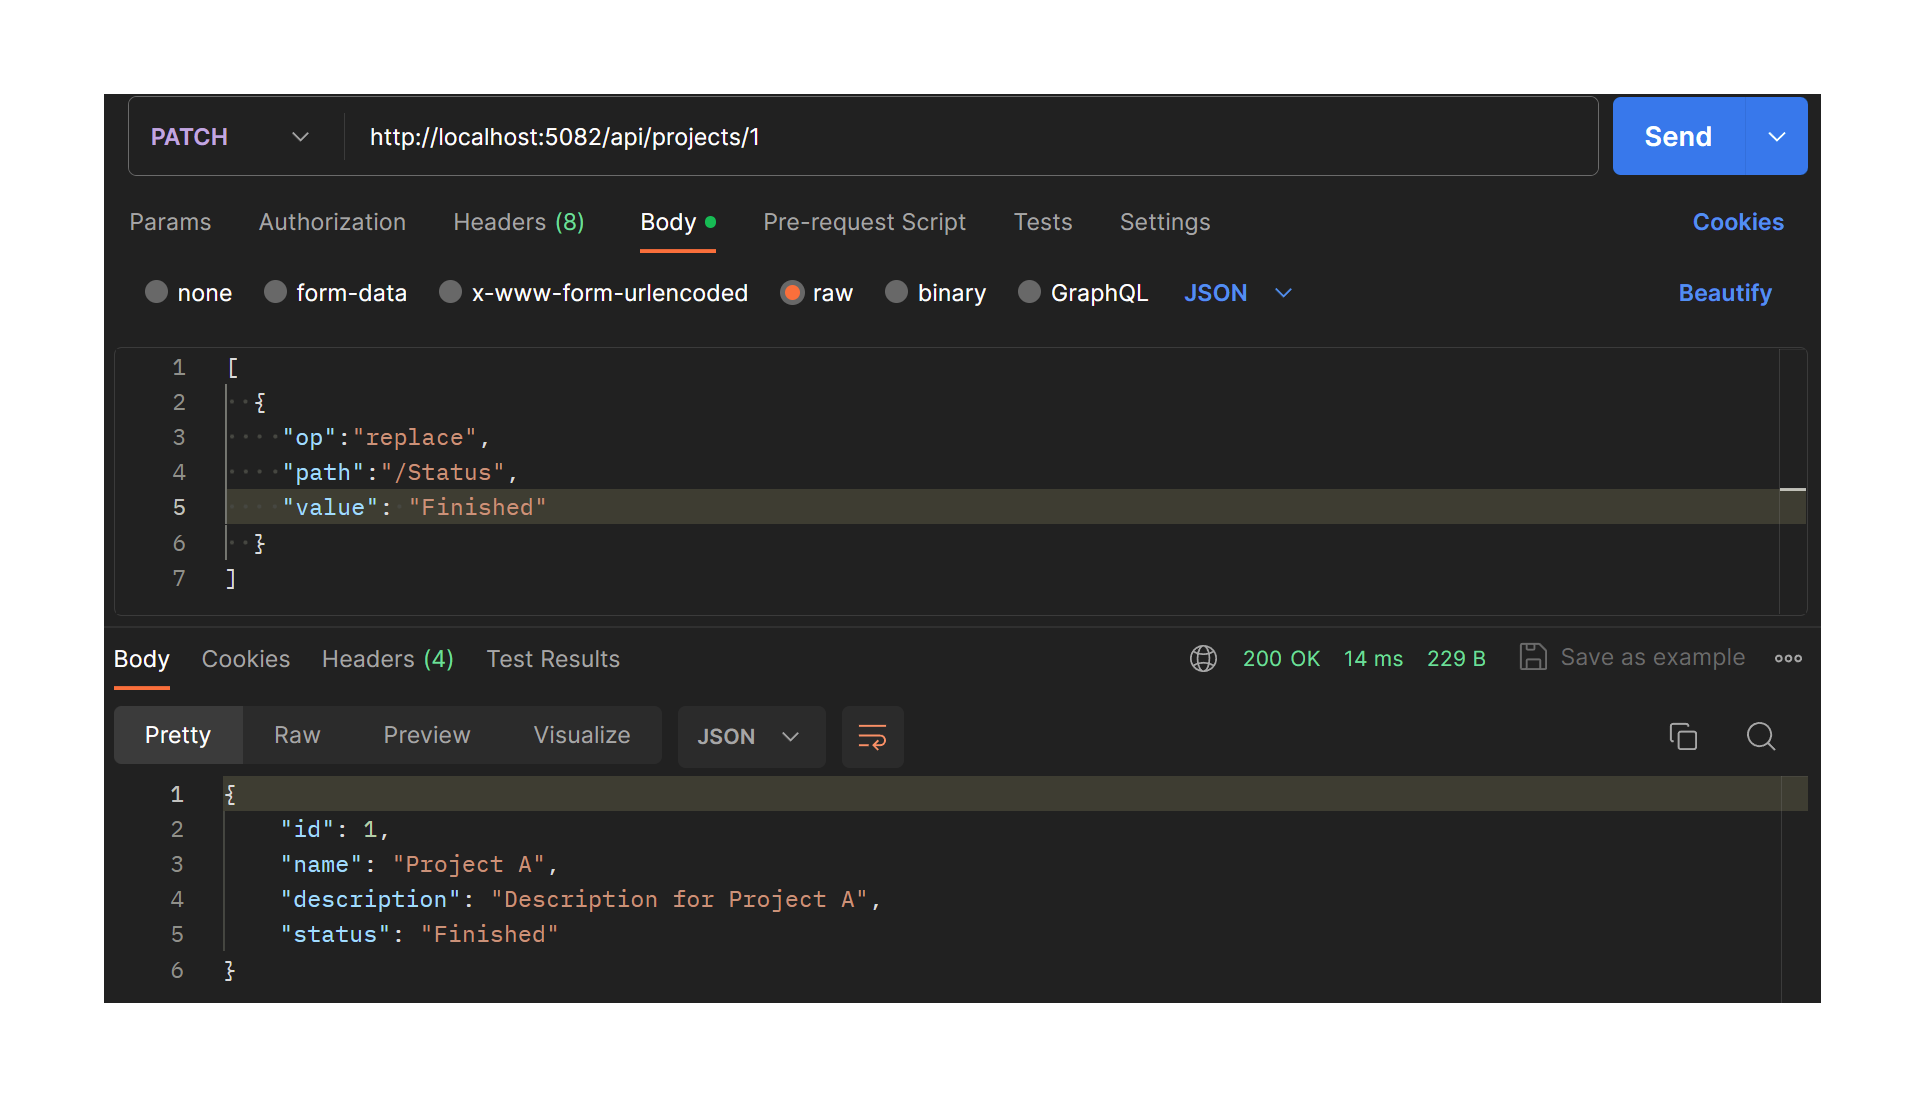 PATCH http://localhost:5082/api/projects/1 Send
Params Authorization Headers (8) Body Pre-request Script Tests Settings Cookies
none form-data x-www-form-urlencoded raw binary GraphQL JSON Beautify
1 [
2 {
3 "op":"replace",
4 "path":"/Status",
5 "value": "Finished"
6 }
7 ]
Body Cookies Headers (4) Test Results 200 OK 14 ms 229 B Save as example
Pretty Raw Preview Visualize JSON
1 {
2 "id": 1,
3 "name": "Project A",
4 "description": "Description for Project A",
5 "status": "Finished"
6 }